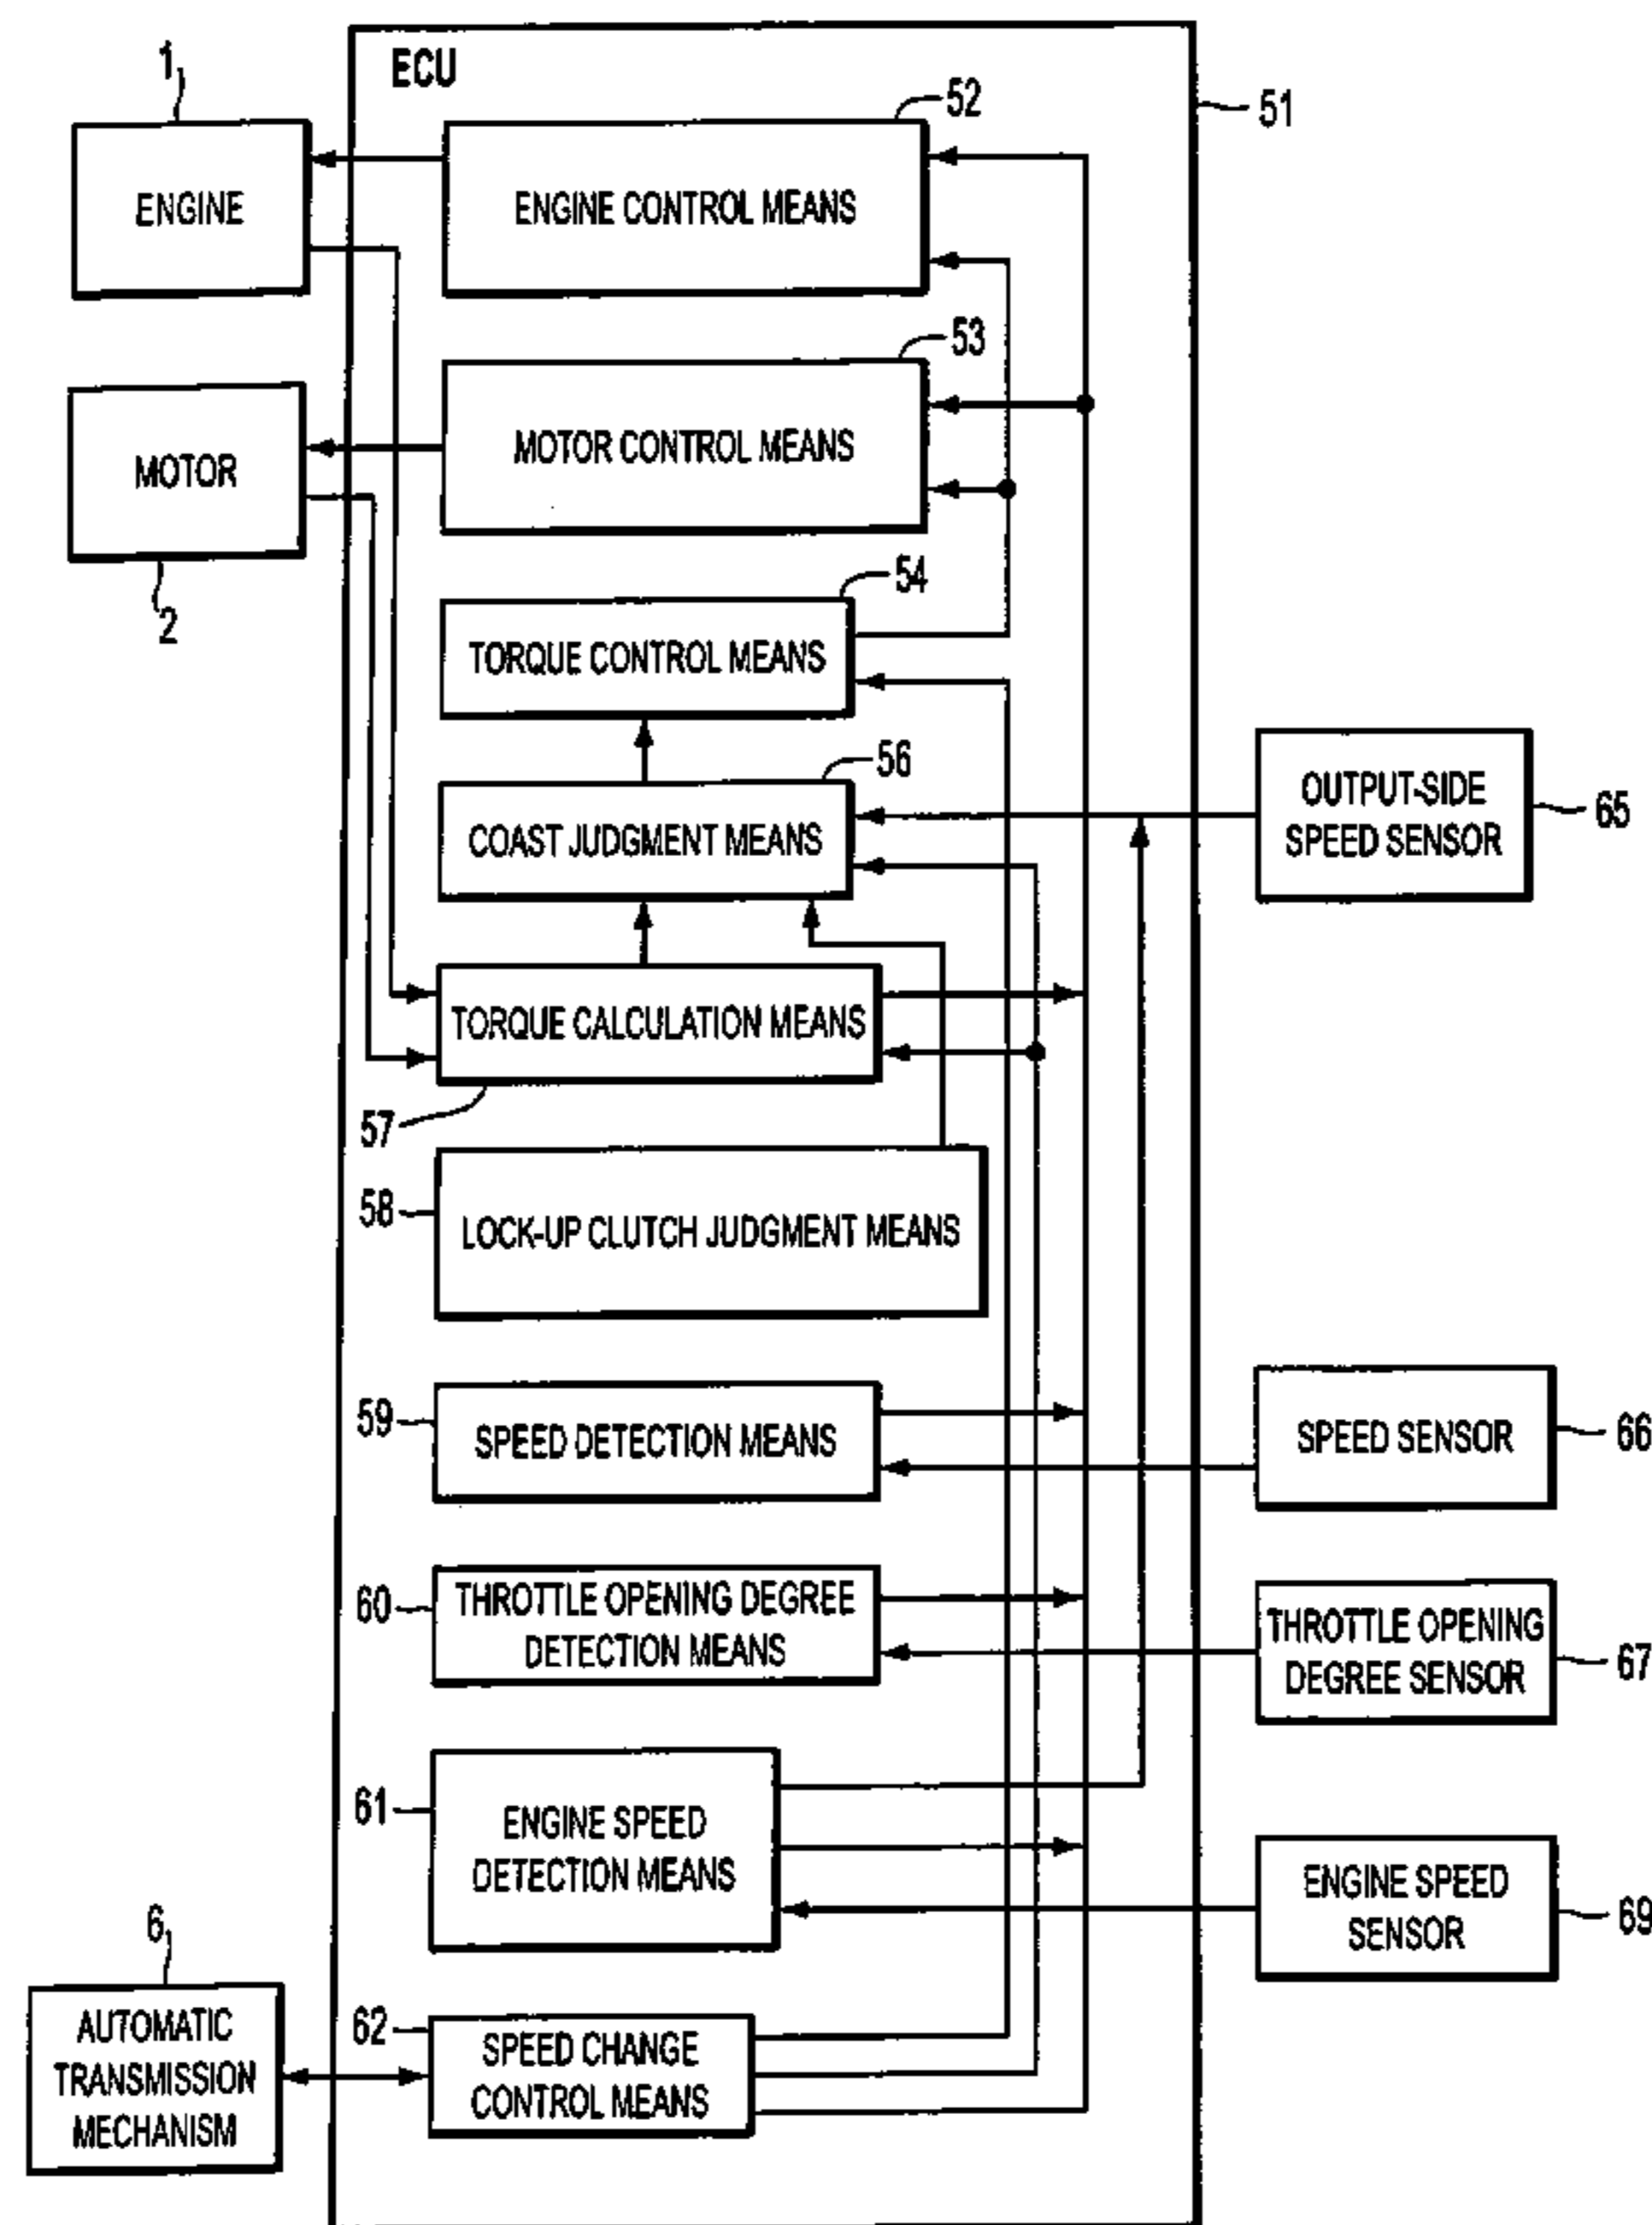 ECU
1
ENGINE
52
ENGINE CONTROL MEANS
51
53
MOTOR CONTROL MEANS
MOTOR
2
54
TORQUE CONTROL MEANS
56
COAST JUDGMENT MEANS
OUTPUT-SIDE
SPEED SENSOR
65
TORQUE CALCULATION MEANS
57
58
LOCK-UP CLUTCH JUDGMENT MEANS
59
SPEED DETECTION MEANS
SPEED SENSOR
66
60
THROTTLE OPENING DEGREE
DETECTION MEANS
THROTTLE OPENING
DEGREE SENSOR
67
61
ENGINE SPEED
DETECTION MEANS
ENGINE SPEED
SENSOR
69
6
AUTOMATIC
TRANSMISSION
MECHANISM
62
SPEED CHANGE
CONTROL MEANS